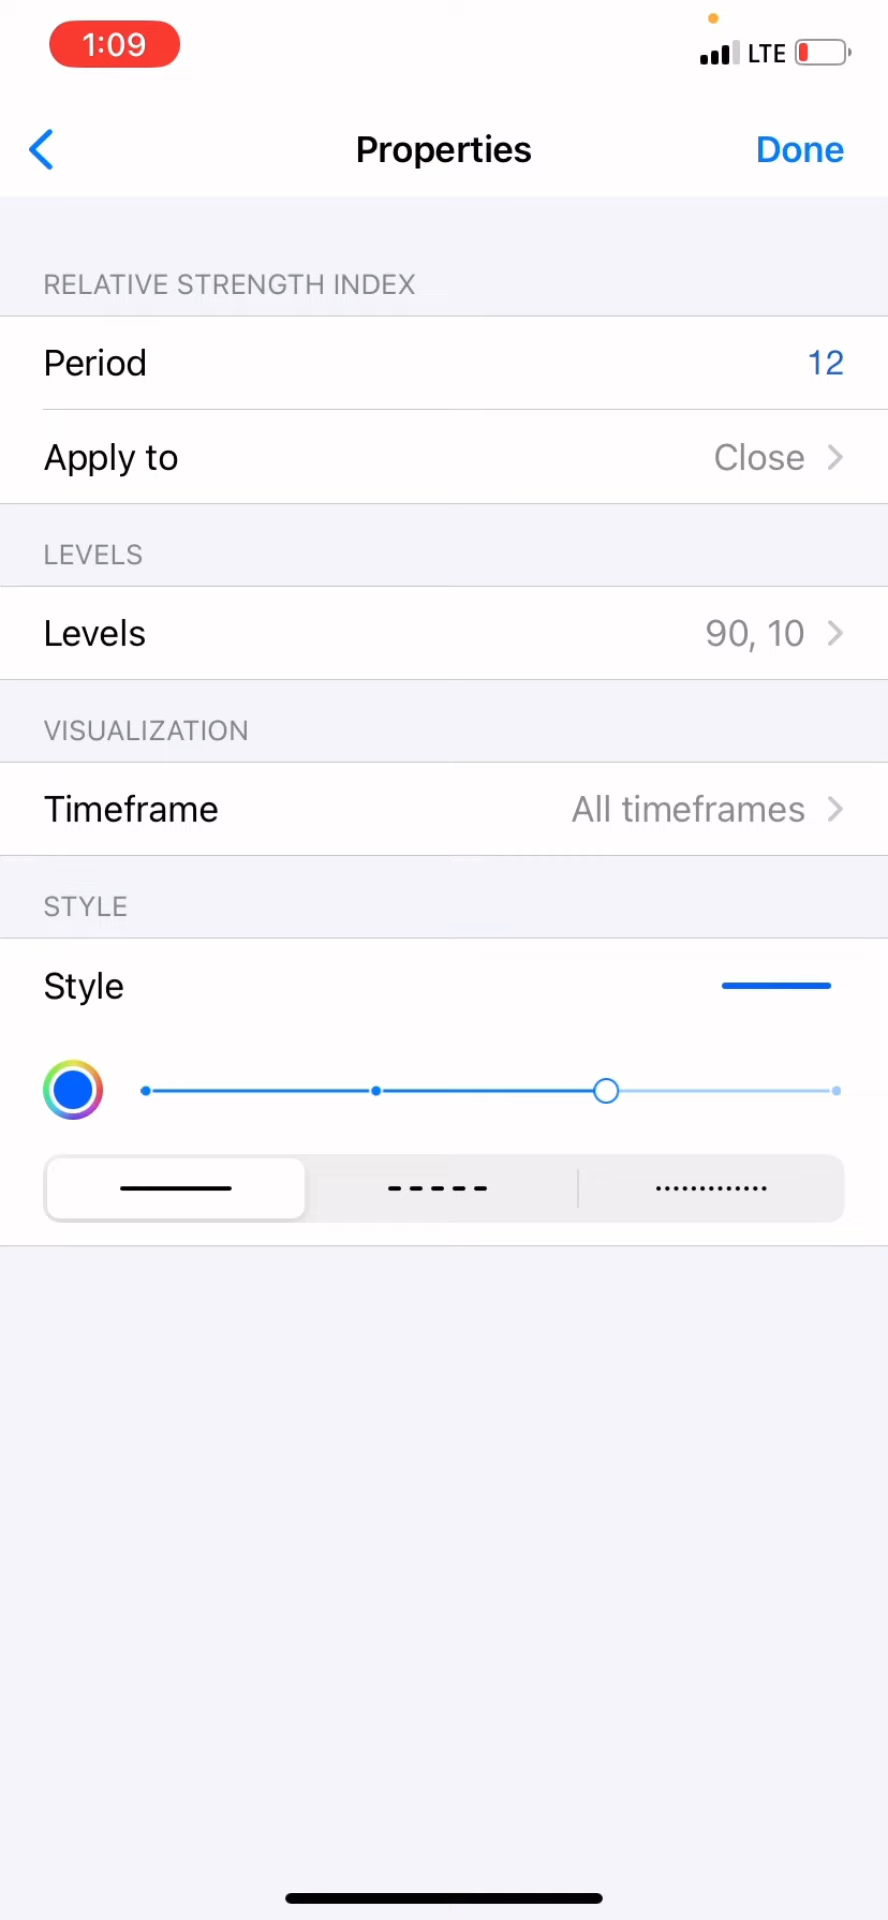 1:09
LTE
Properties
Done
RELATIVE STRENGTH INDEX
Period 12
Apply to Close
LEVELS
Levels 90, 10
VISUALIZATION
Timeframe All timeframes
STYLE
Style